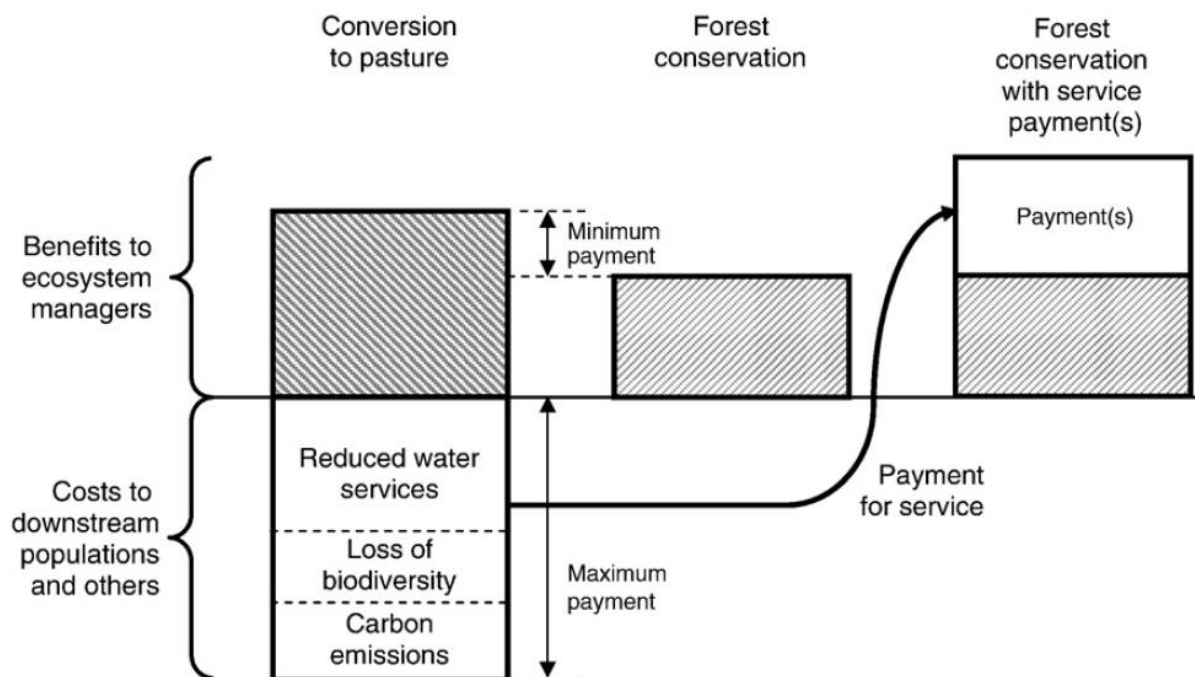 Conversion
to pasture
Forest
conservation
Forest
conservation
with service
payment(s)
Benefits to
ecosystem
managers
Minimum
payment
Payment(s)
Costs to
downstream
populations
and others
Reduced water
services
Loss of
biodiversity
Carbon
emissions
Maximum
payment
Payment
for service